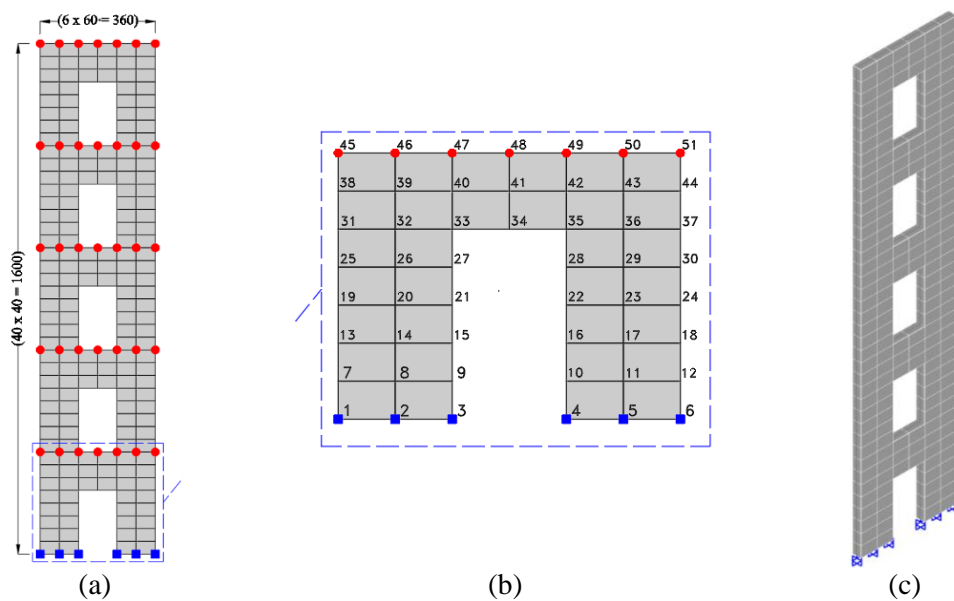 (6 x 60 = 360)
(40 x 40 = 1600)
45 46 47 48 49 50 51
38 39 40 41 42 43 44
31 32 33 34 35 36 37
25 26 27 28 29 30
19 20 21 22 23 24
13 14 15 16 17 18
7 8 9 10 11 12
1 2 3 4 5 6
(a) (b) (c)